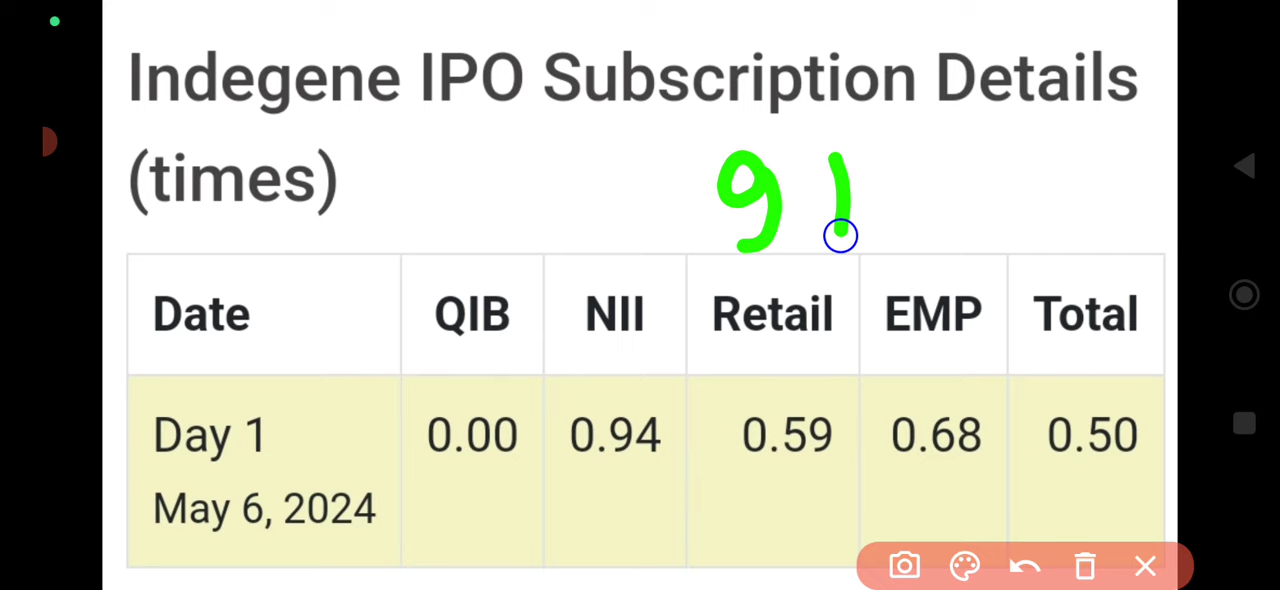 Indegene IPO Subscription Details
(times)
91
Date QIB NII Retail EMP Total
Day 1 0.00 0.94 0.59 0.68 0.50
May 6, 2024